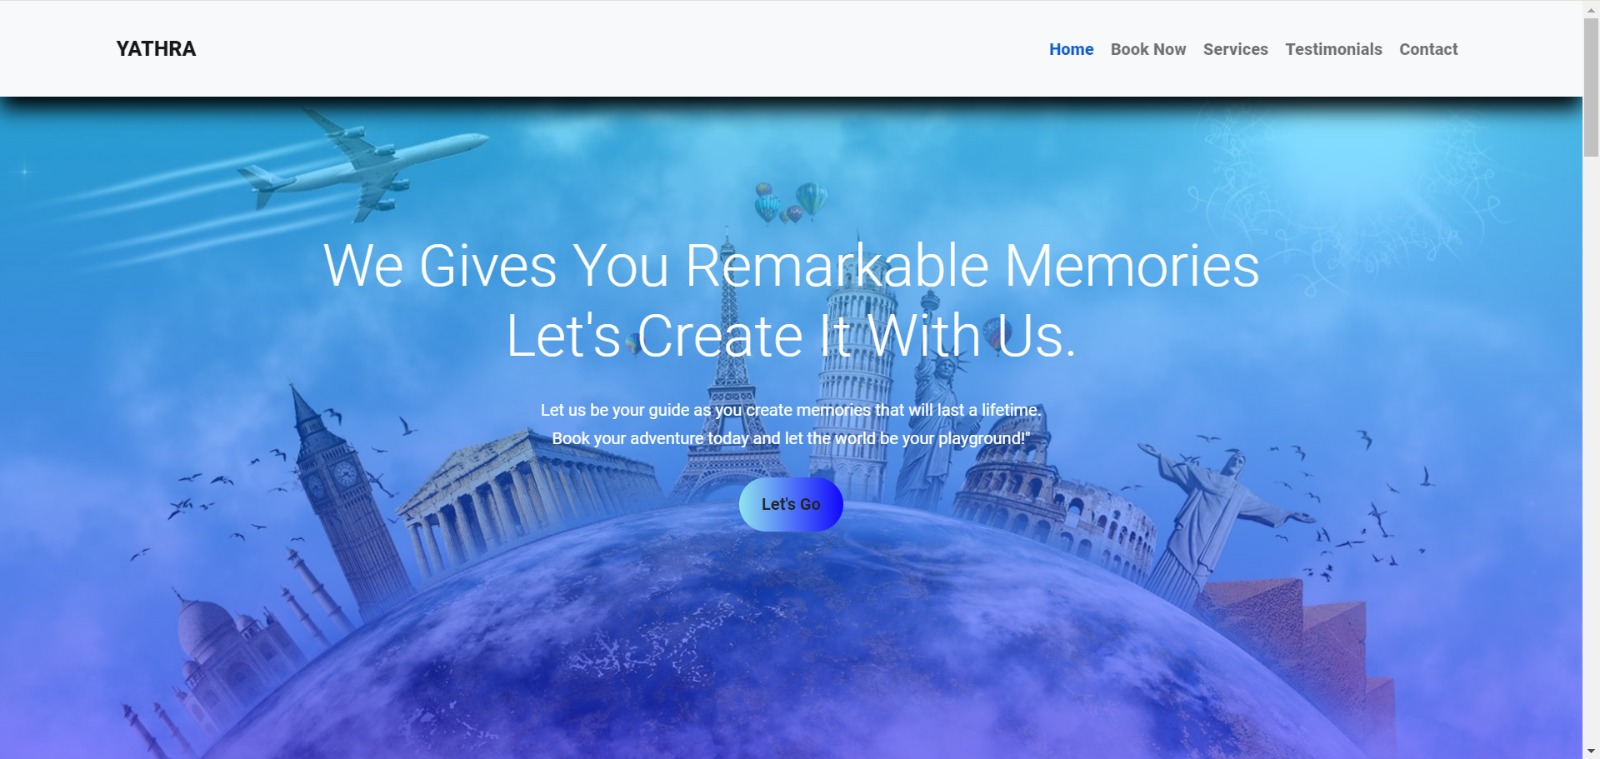 YATHRA
Home Book Now Services Testimonials Contact
We Gives You Remarkable Memories
Let's Create It With Us.
Let us be your guide as you create memories that will last a lifetime.
Book your adventure today and let the world be your playground!"
Let's Go